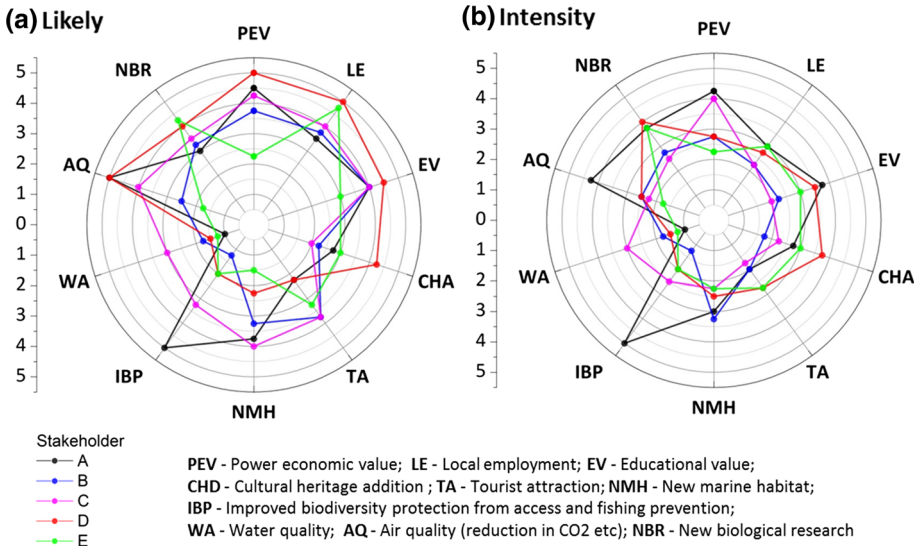 (a) Likely
(b) Intensity
PEV
LE
EV
CHA
TA
NMH
IBP
WA
AQ
NBR
5
4
3
2
1
0
1
2
3
4
5
PEV
LE
EV
CHA
TA
NMH
IBP
WA
AQ
NBR
5
4
3
2
1
0
1
2
3
4
5
Stakeholder
A
B
C
D
E
PEV - Power economic value; LE - Local employment; EV - Educational value;
CHD - Cultural heritage addition ; TA - Tourist attraction; NMH - New marine habitat;
IBP - Improved biodiversity protection from access and fishing prevention;
WA - Water quality; AQ - Air quality (reduction in CO2 etc); NBR - New biological research